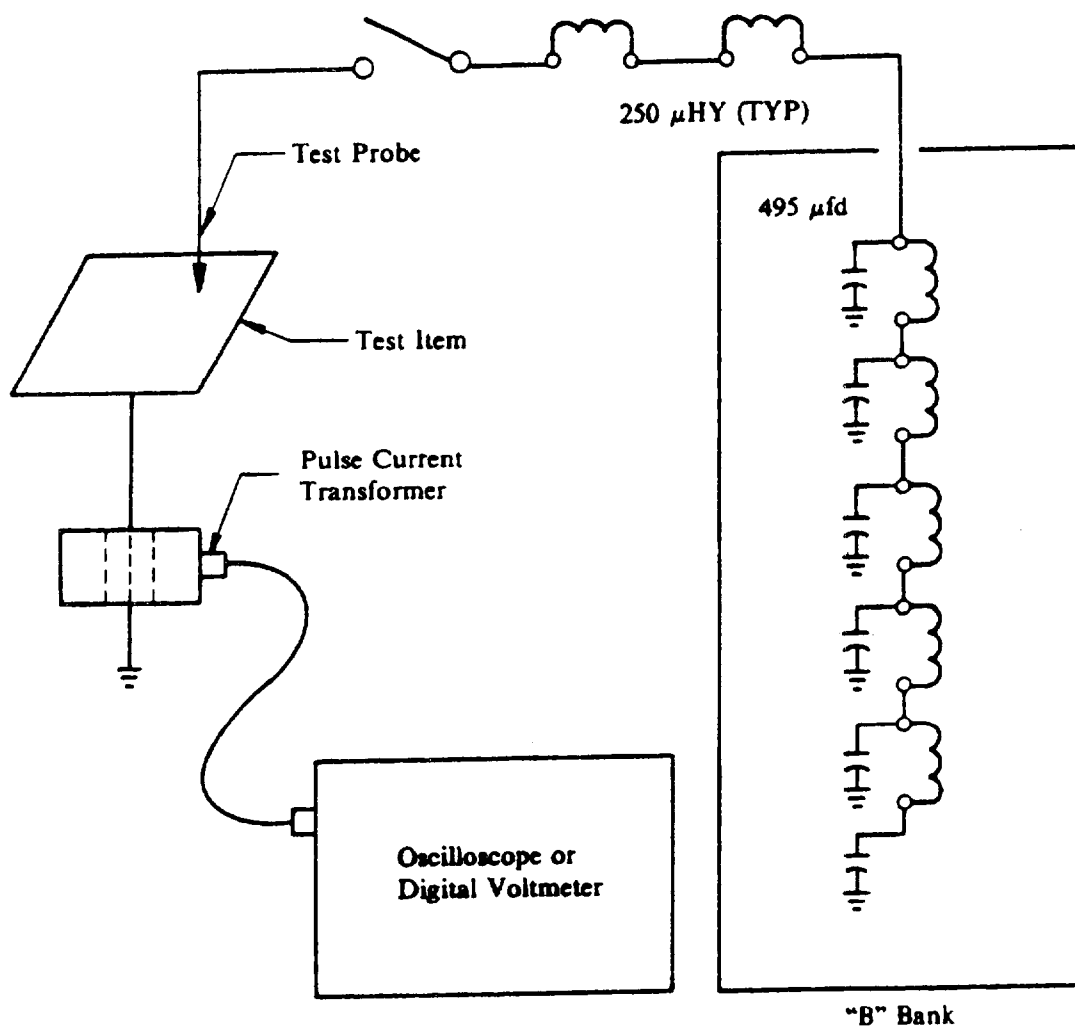 250 μHY (TYP)
Test Probe
495 μfd
Test Item
Pulse Current
Transformer
Oscilloscope or
Digital Voltmeter
"B" Bank